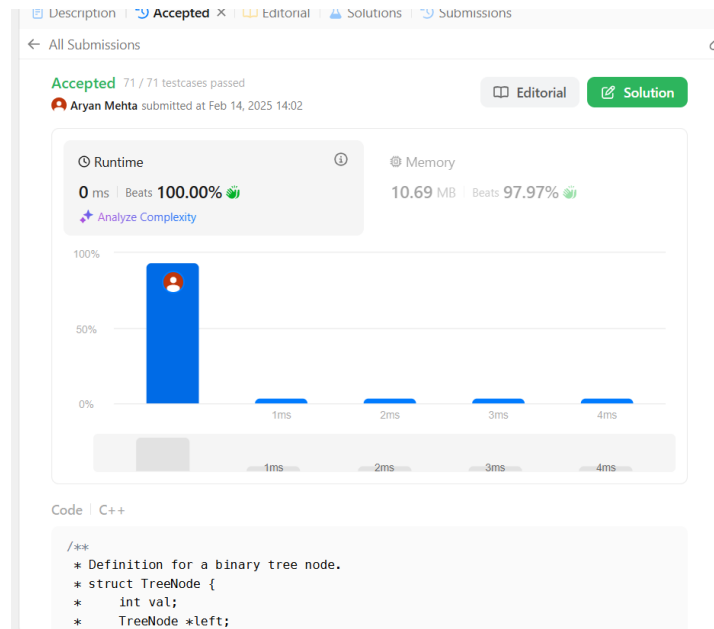 Description Accepted × Editorial Solutions Submissions
← All Submissions
Accepted 71 / 71 testcases passed
Aryan Mehta submitted at Feb 14, 2025 14:02
Editorial
Solution
Runtime
0 ms Beats 100.00%
Analyze Complexity
Memory
10.69 MB Beats 97.97%
100%
50%
0%
1ms 2ms 3ms 4ms
1ms 2ms 3ms 4ms
Code C++
/**
* Definition for a binary tree node.
* struct TreeNode {
* int val;
* TreeNode *left;